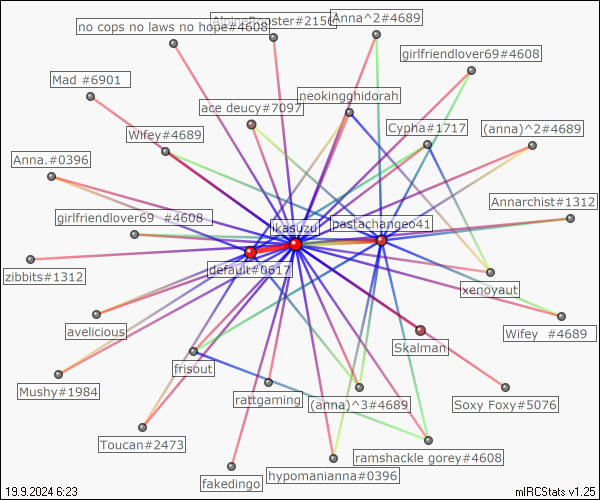 no cops no laws no hope#4608
Anna^2#4689
girlfriendlover69#4608
Mad #6901
neokingghidorah
ace deucy#7097
Wifey#4689
Cypha#1717
(anna)^2#4689
Anna.#0396
Annarchist#1312
girlfriendlover69 #4608
ikasuzu
pastachangeo41
default#0617
zibbits#1312
xenoyaut
avelicious
Wifey #4689
Skalman
frisout
Mushy#1984
rattgaming
(anna)^3#4689
Soxy Foxy#5076
Toucan#2473
ramshackle gorey#4608
hypomanianna#0396
fakedingo
19.9.2024 6:23
mIRCStats v1.25